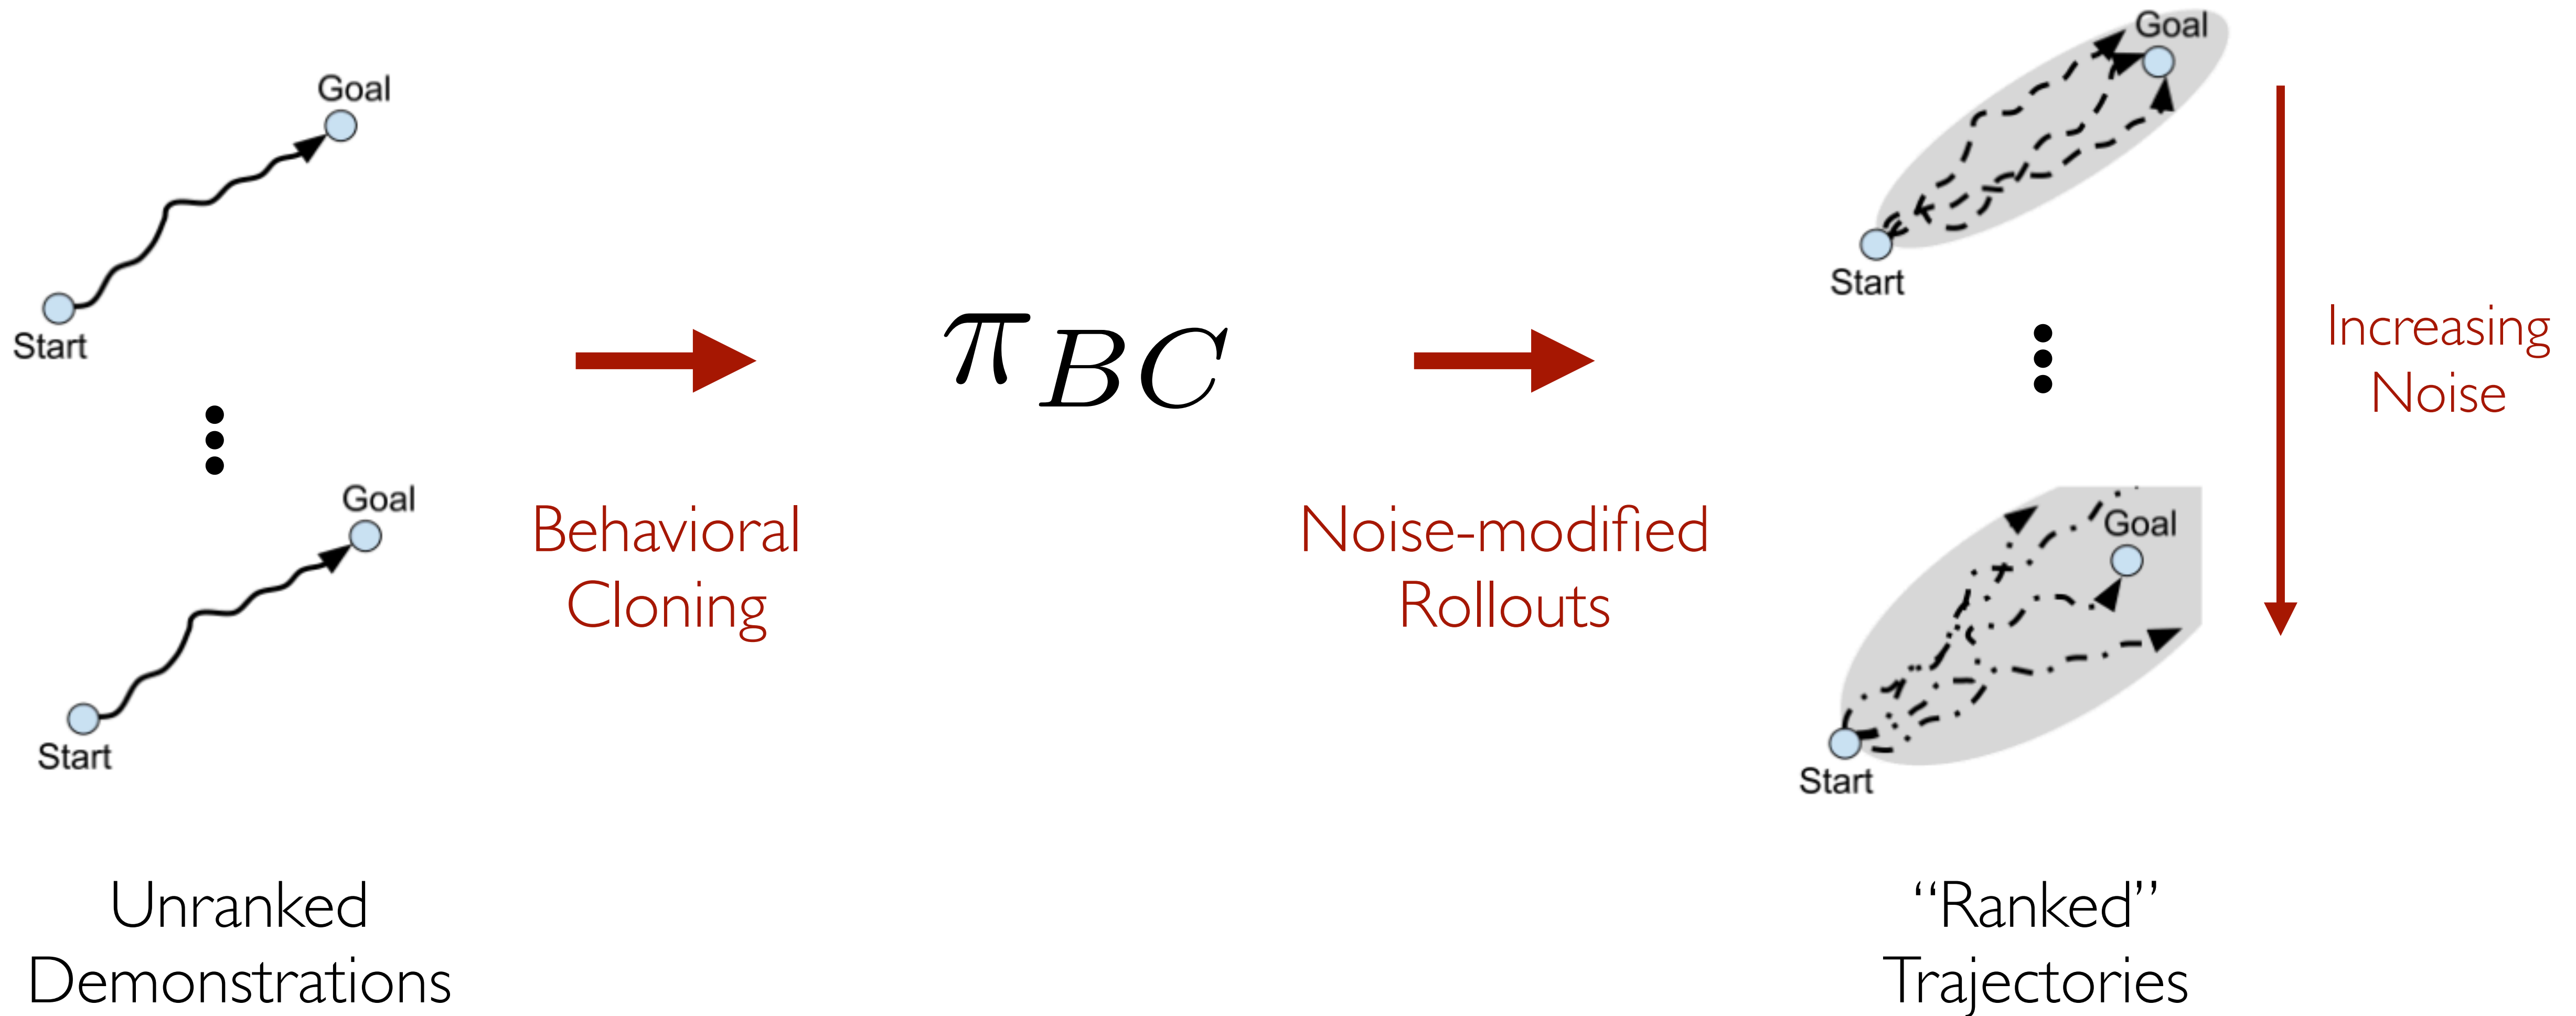 Goal
Start
Goal
Start
Unranked
Demonstrations
Behavioral
Cloning
π_BC
Noise-modified
Rollouts
Goal
Start
Goal
Start
Increasing
Noise
“Ranked”
Trajectories